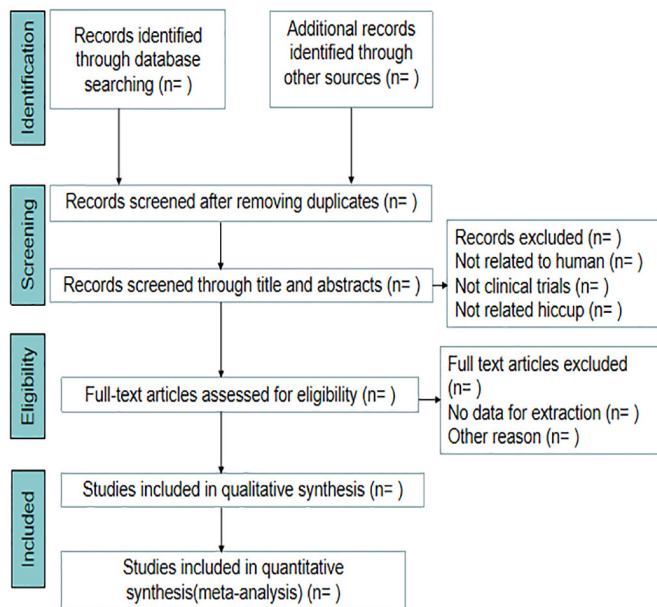 Identification
Records identified
through database
searching (n= )
Additional records
identified through
other sources (n= )
Screening
Records screened after removing duplicates (n= )
Records screened through title and abstracts (n= )
Records excluded (n= )
Not related to human (n= )
Not clinical trials (n= )
Not related hiccup (n= )
Eligibility
Full-text articles assessed for eligibility (n= )
Full text articles excluded
(n= )
No data for extraction (n= )
Other reason (n= )
Included
Studies included in qualitative synthesis (n= )
Studies included in quantitative
synthesis(meta-analysis) (n= )